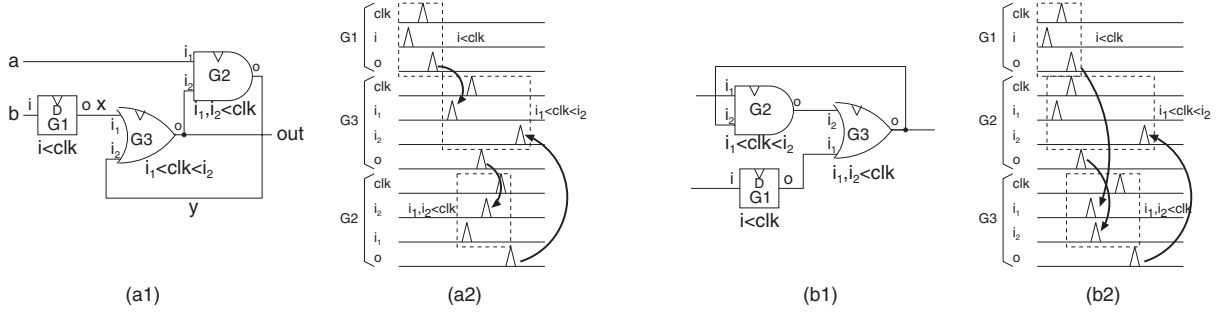 a
b
i
D
G1
o
x
i<clk
i₁
i₂
G3
o
i₁<clk<i₂
i₁
i₂
G2
o
i₁,i₂<clk
out
y
(a1)
G1
clk
i
o
i<clk
G3
clk
i₁
i₂
o
i₁<clk<i₂
G2
clk
i₂
i₁
o
i₁,i₂<clk
(a2)
i₁
i₂
G2
o
i₁<clk<i₂
i
D
G1
o
i<clk
i₂
i₁
G3
o
i₁,i₂<clk
(b1)
G1
clk
i
o
i<clk
G2
clk
i₁
i₂
o
i₁<clk<i₂
G3
clk
i₁
i₂
o
i₁,i₂<clk
(b2)